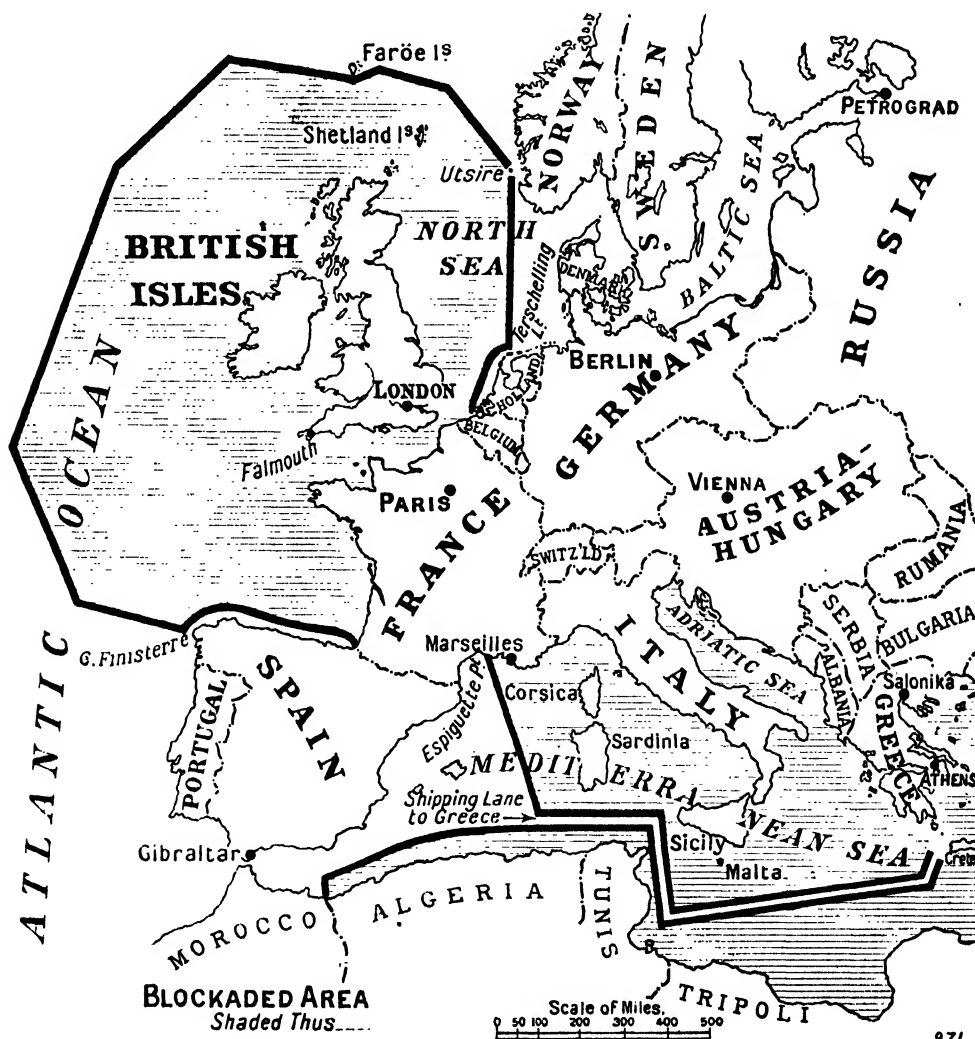 Faröe Is
Shetland Is
Utsire
NORWAY
SWEDEN
PETROGRAD
BALTIC SEA
RUSSIA
BRITISH
ISLES
NORTH
SEA
DENMARK
Terschelling
Lt.
BERLIN
GERMANY
HOLLAND
BELGIUM
LONDON
Falmouth
PARIS
FRANCE
VIENNA
AUSTRIA-
HUNGARY
SWITZ'LD
RUMANIA
SERBIA
BULGARIA
ATLANTIC OCEAN
G. Finisterre
SPAIN
PORTUGAL
Marseilles
Espiguette Pt.
Corsica
Sardinia
ITALY
ADRIATIC SEA
ALBANIA
Salonika
GREECE
ATHENS
MEDITERRANEAN SEA
Shipping Lane
to Greece
Sicily
Malta
Crete
Gibraltar
MOROCCO
ALGERIA
TUNIS
TRIPOLI
BLOCKADED AREA
Shaded Thus
Scale of Miles.
0 50 100 200 300 400 500